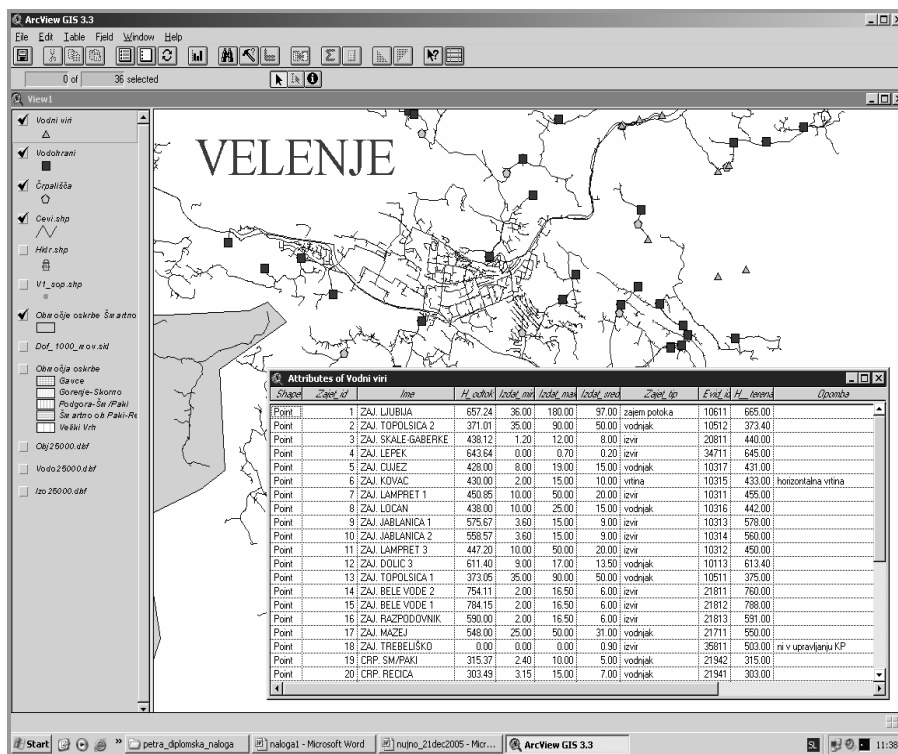 ArcView GIS 3.3
File Edit Table Field Window Help
0 of 36 selected
View1
Vodni viri
Vodohrani
Črpališča
Cevi.shp
Hidr.shp
V1_sop.shp
Območje oskrbe Šmartno
Dof_1000_mov.sid
Območja oskrbe
Gavce
Gorenje-Skorno
Podgora-Šm/Paki
Šmartno ob Paki-Re
Veliki Vrh
Obj25000.dbf
Vodo25000.dbf
Izo25000.dbf
VELENJE
Attributes of Vodni viri
Shape Zajet_id Ime H_odtok Izdat_min Izdat_max Izdat_sred Zajet_tip Evid_id H_terena Opomba
Point 1 ZAJ. LJUBIJA 657.24 36.00 180.00 97.00 zajem potoka 10611 665.00
Point 2 ZAJ. TOPOLSICA 2 371.01 35.00 90.00 50.00 vodnjak 10512 373.40
Point 3 ZAJ. SKALE-GABERKE 438.12 1.20 12.00 8.00 izvir 20811 440.00
Point 4 ZAJ. LEPEK 643.64 0.00 0.70 0.20 izvir 34711 645.00
Point 5 ZAJ. CUJEZ 428.00 8.00 19.00 15.00 vodnjak 10317 431.00
Point 6 ZAJ. KOVAC 430.00 2.00 15.00 10.00 vrtina 10315 433.00 horizontalna vrtina
Point 7 ZAJ. LAMPRET 1 450.85 10.00 50.00 20.00 izvir 10311 455.00
Point 8 ZAJ. LOCAN 438.00 10.00 25.00 15.00 vodnjak 10316 442.00
Point 9 ZAJ. JABLANICA 1 575.67 3.60 15.00 9.00 izvir 10313 578.00
Point 10 ZAJ. JABLANICA 2 558.57 3.60 15.00 9.00 izvir 10314 560.00
Point 11 ZAJ. LAMPRET 3 447.20 10.00 50.00 20.00 izvir 10312 450.00
Point 12 ZAJ. DOLIC 3 611.40 9.00 17.00 13.50 vodnjak 10113 613.40
Point 13 ZAJ. TOPOLSICA 1 373.05 35.00 90.00 50.00 vodnjak 10511 375.00
Point 14 ZAJ. BELE VODE 2 754.11 2.00 16.50 6.00 izvir 21811 760.00
Point 15 ZAJ. BELE VODE 1 784.15 2.00 16.50 6.00 izvir 21812 788.00
Point 16 ZAJ. RAZPODOVNIK 590.00 2.00 16.50 6.00 izvir 21813 591.00
Point 17 ZAJ. MAZEJ 548.00 25.00 50.00 31.00 vodnjak 21711 550.00
Point 18 ZAJ. TREBELIŠKO 0.00 0.00 0.00 0.90 izvir 35811 503.00 ni v upravljanju KP
Point 19 CRP. SM/PAKI 315.37 2.40 10.00 5.00 vodnjak 21942 315.00
Point 20 CRP. RECICA 303.49 3.15 15.00 7.00 vodnjak 21941 303.00
Start petra_diplomska_naloga naloga1 - Microsoft Word nujno_21dec2005 - Micr... ArcView GIS 3.3 SL 11:38